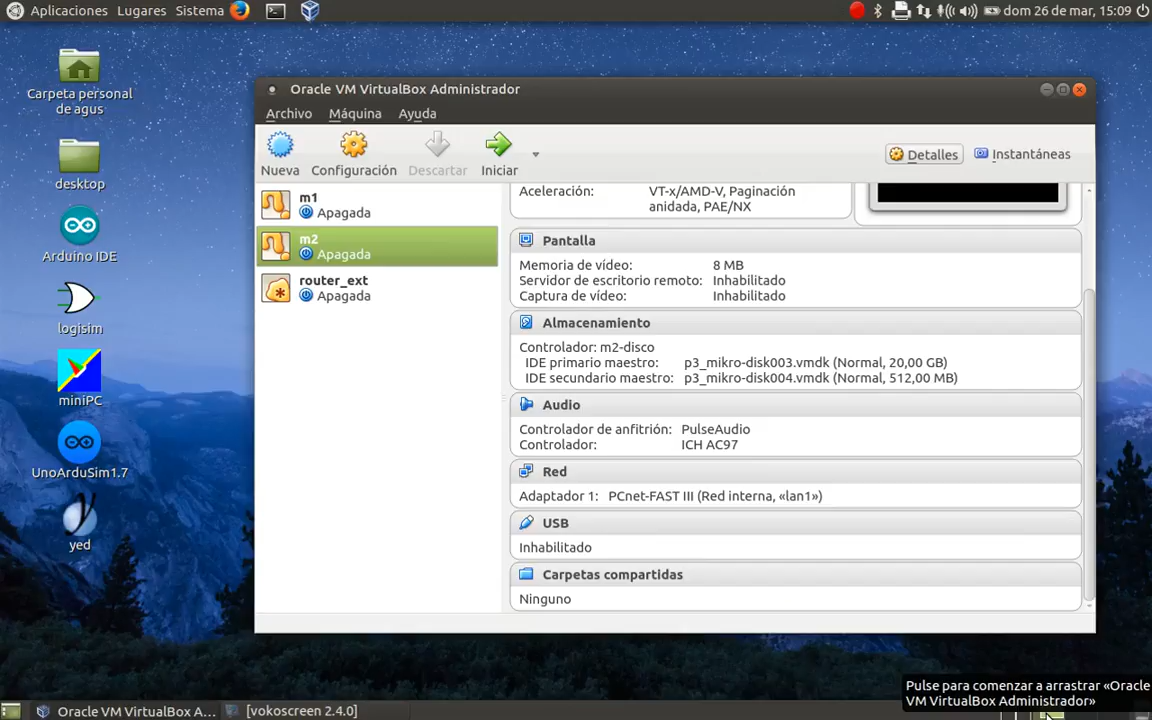 Aplicaciones Lugares Sistema
dom 26 de mar, 15:09
Carpeta personal
de agus
desktop
Arduino IDE
logisim
miniPC
UnoArduSim1.7
yed
Oracle VM VirtualBox Administrador
Archivo Máquina Ayuda
Nueva Configuración Descartar Iniciar
Detalles Instantáneas
m1
Apagada
m2
Apagada
router_ext
Apagada
Aceleración: VT-x/AMD-V, Paginación
anidada, PAE/NX
Pantalla
Memoria de vídeo: 8 MB
Servidor de escritorio remoto: Inhabilitado
Captura de vídeo: Inhabilitado
Almacenamiento
Controlador: m2-disco
IDE primario maestro: p3_mikro-disk003.vmdk (Normal, 20,00 GB)
IDE secundario maestro: p3_mikro-disk004.vmdk (Normal, 512,00 MB)
Audio
Controlador de anfitrión: PulseAudio
Controlador: ICH AC97
Red
Adaptador 1: PCnet-FAST III (Red interna, «lan1»)
USB
Inhabilitado
Carpetas compartidas
Ninguno
Pulse para comenzar a arrastrar «Oracle
VM VirtualBox Administrador»
Oracle VM VirtualBox A... [vokoscreen 2.4.0]